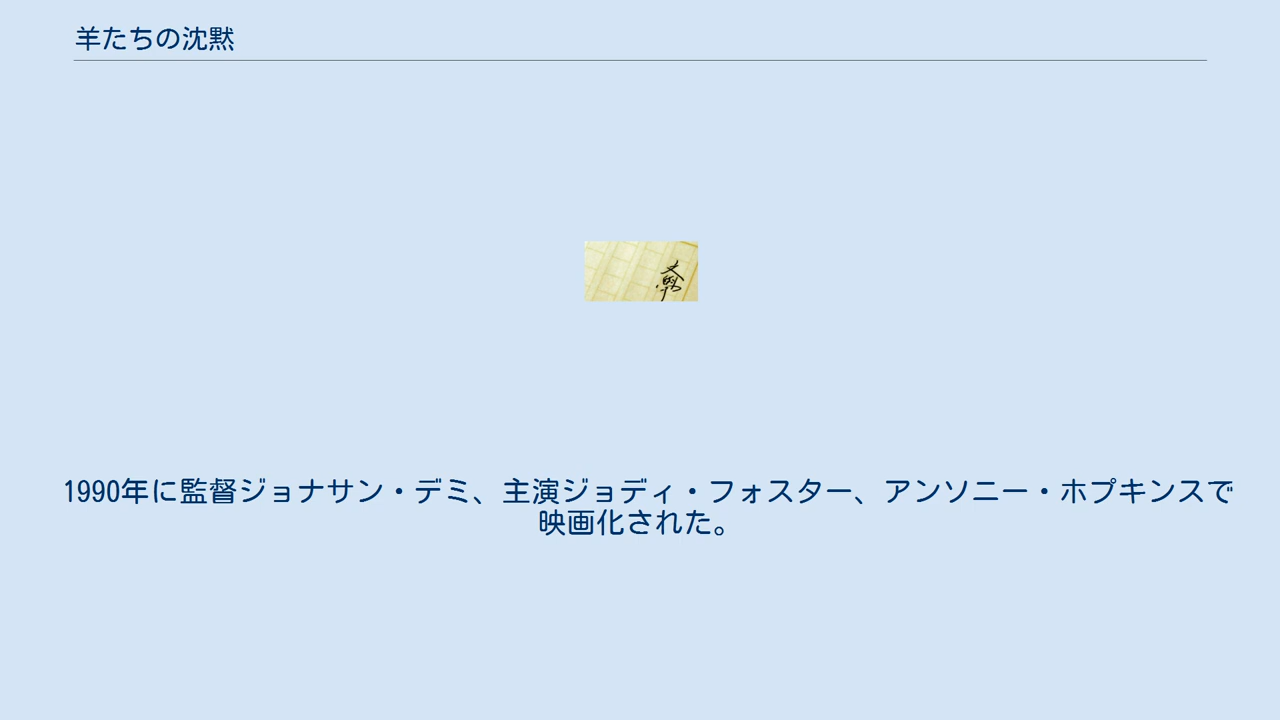 羊たちの沈黙
1990年に監督ジョナサン・デミ、主演ジョディ・フォスター、アンソニー・ホプキンスで
映画化された。